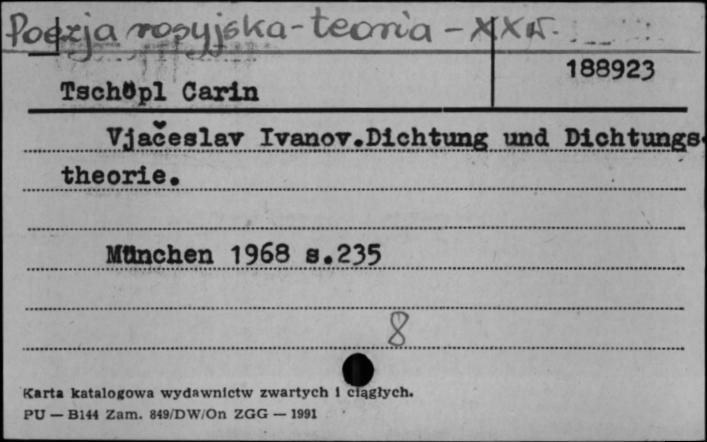 Poezja rosyjska - teoria - XX w.
188923
Tschöpl Carin
Vjačeslav Ivanov.Dichtung und Dichtungs-
theorie.
München 1968 s.235
8
Karta katalogowa wydawnictw zwartych i ciągłych.
PU — B144 Zam. 849/DW/On ZGG — 1991